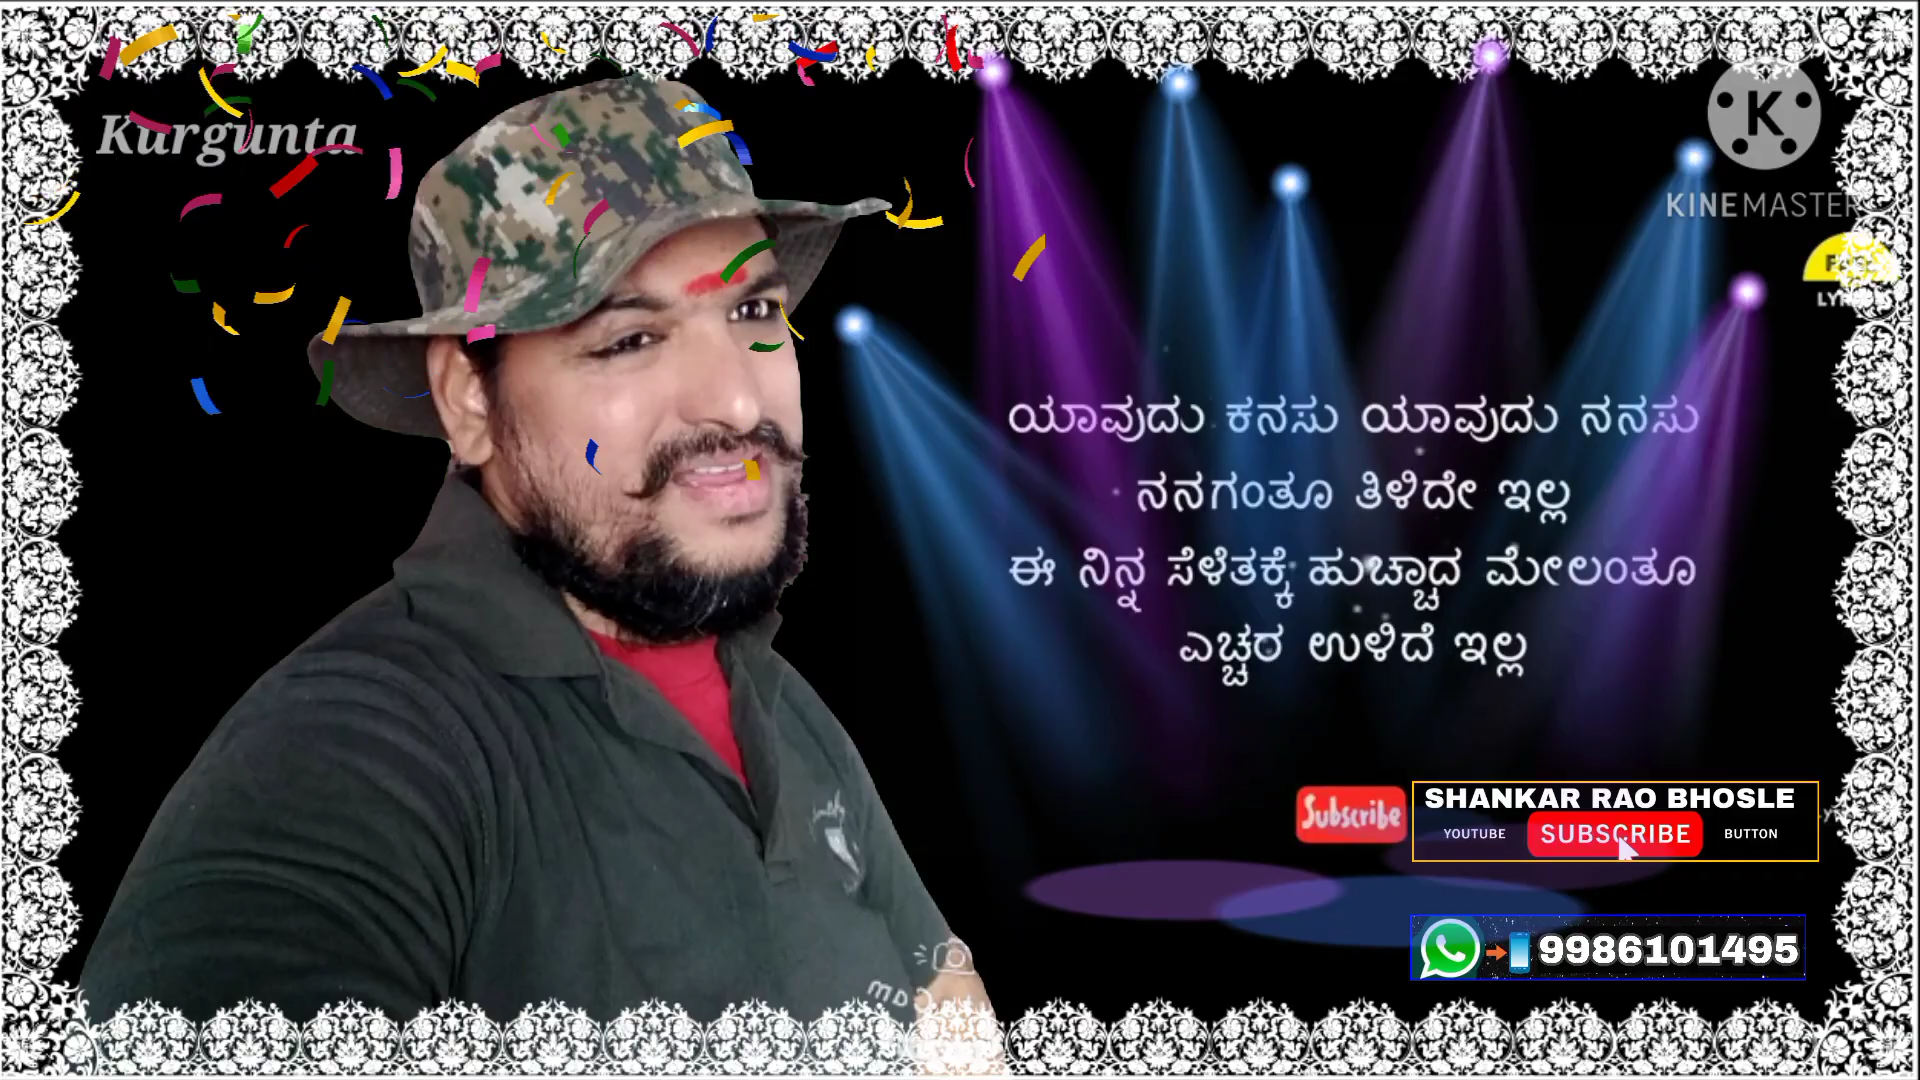 Kurgunta
K
KINEMASTER
ಯಾವುದು ಕನಸು ಯಾವುದು ನನಸು
ನನಗಂತೂ ತಿಳಿದೇ ಇಲ್ಲ
ಈ ನಿನ್ನ ಸೆಳೆತಕ್ಕೆ ಹುಚ್ಚಾದ ಮೇಲಂತೂ
ಎಚ್ಚರ ಉಳಿದೆ ಇಲ್ಲ
Subscribe
SHANKAR RAO BHOSLE
YOUTUBE SUBSCRIBE BUTTON
9986101495